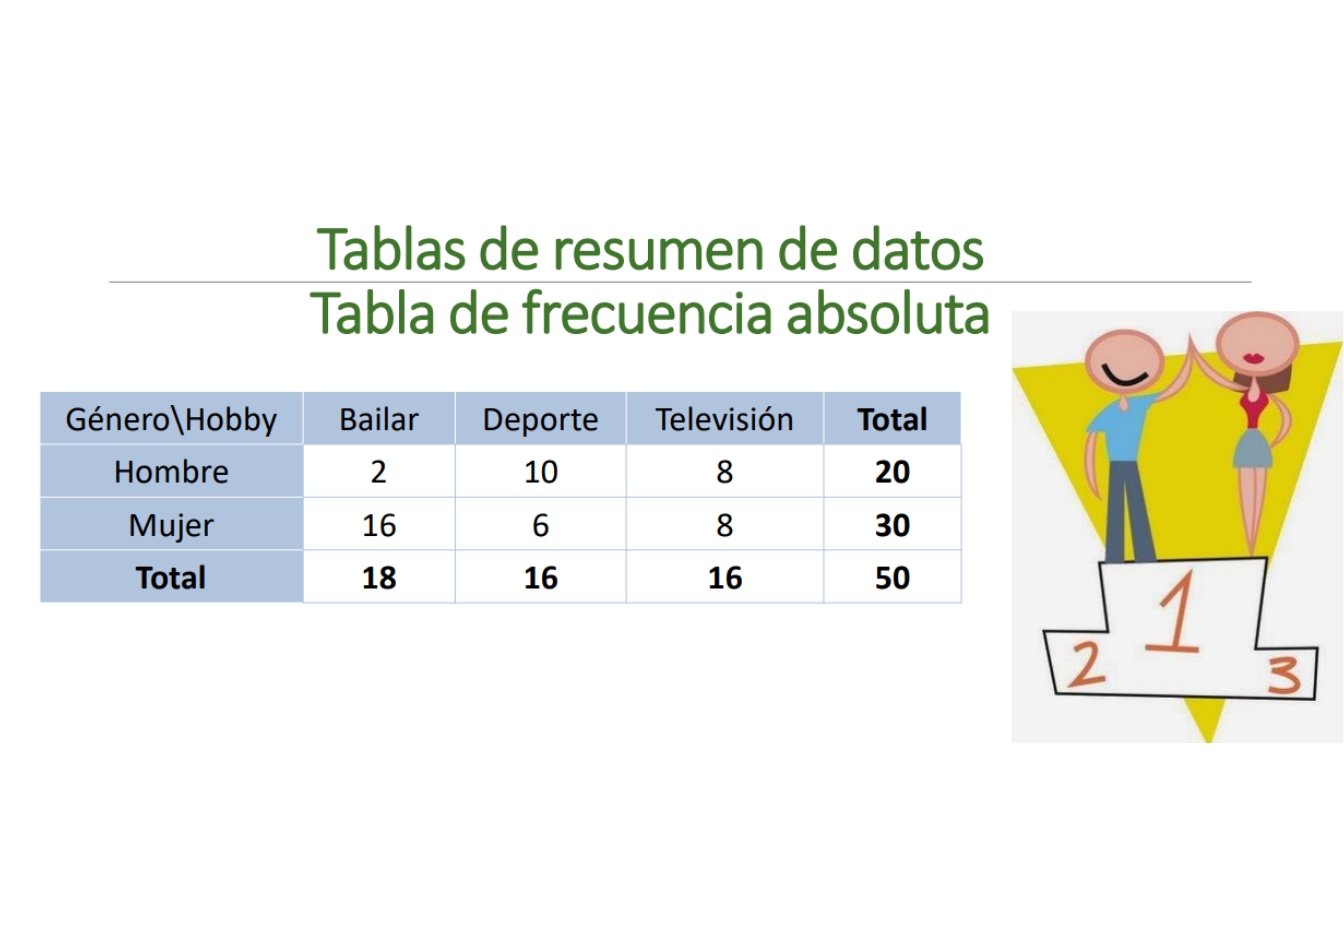 Tablas de resumen de datos
Tabla de frecuencia absoluta
Género\Hobby Bailar Deporte Televisión Total
Hombre 2 10 8 20
Mujer 16 6 8 30
Total 18 16 16 50
1
2
3